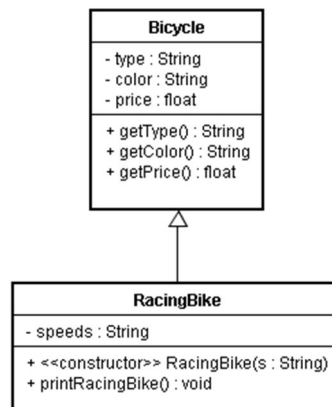 Bicycle
- type : String
- color : String
- price : float
+ getType() : String
+ getColor() : String
+ getPrice() : float
RacingBike
- speeds : String
+ <<constructor>> RacingBike(s : String)
+ printRacingBike() : void